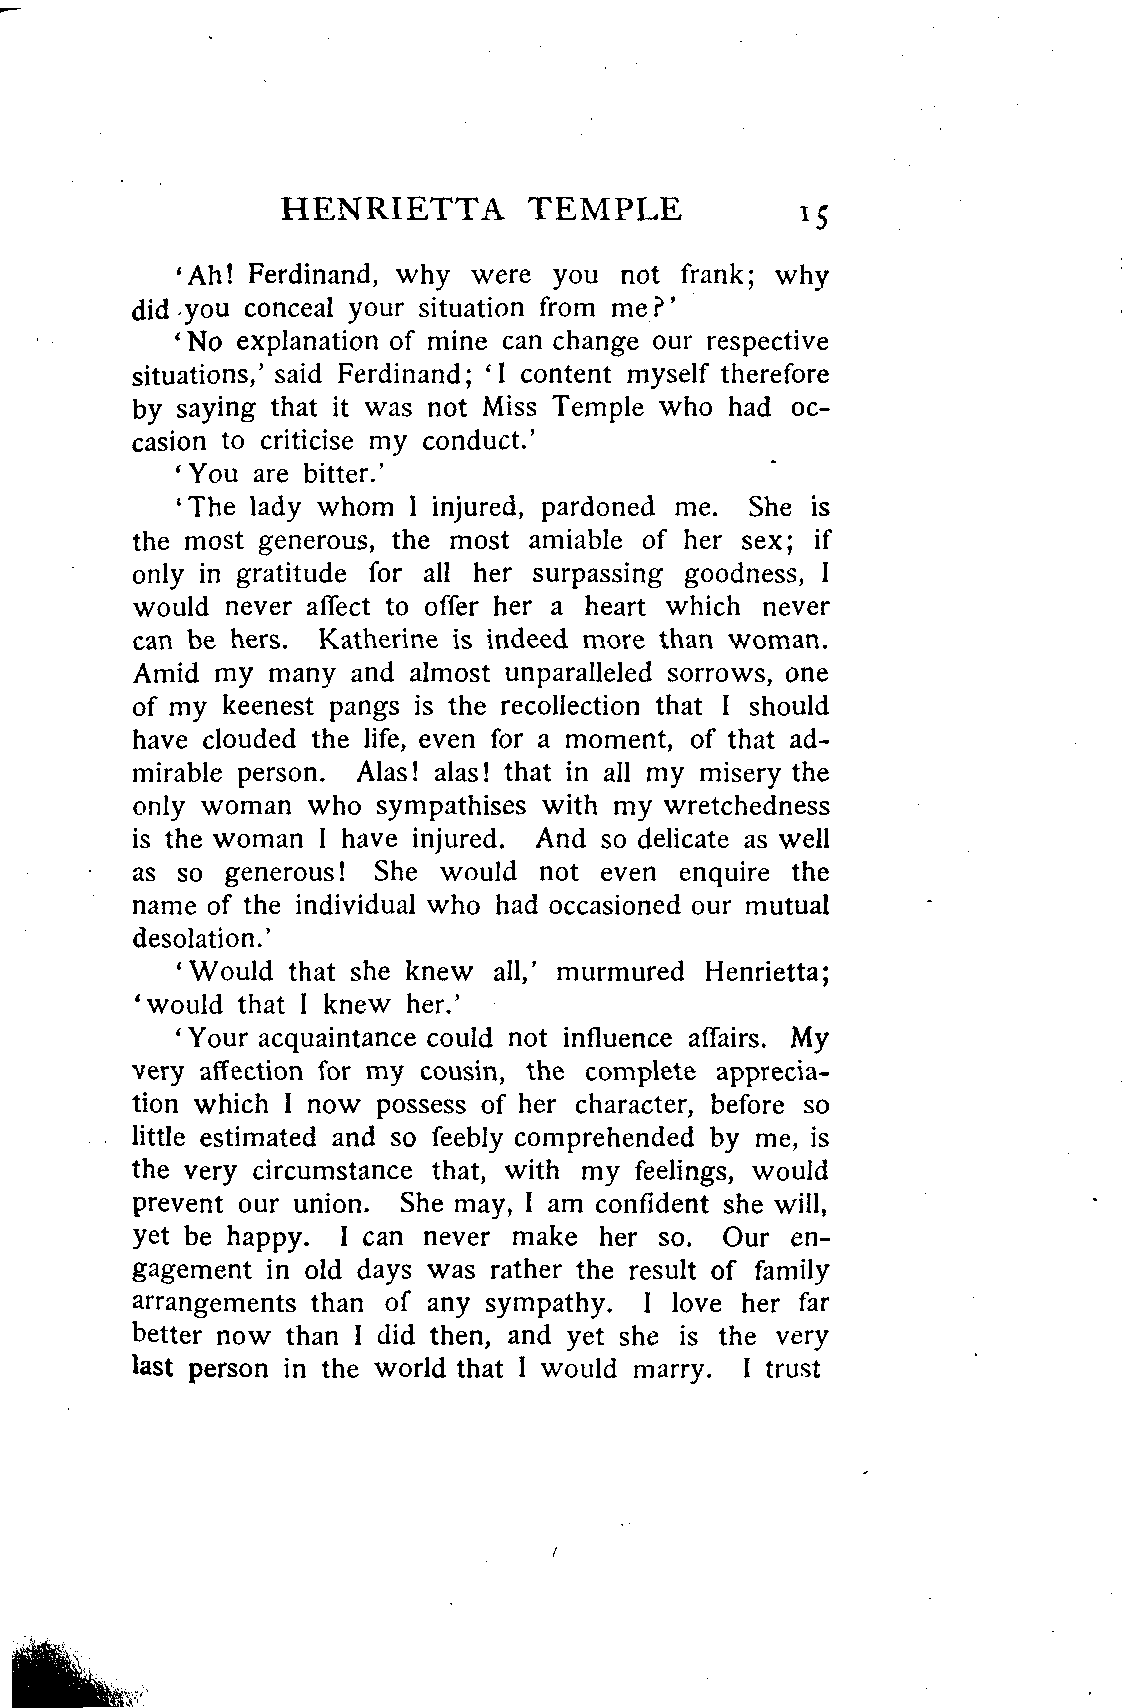 HENRIETTA TEMPLE 15
‘Ah! Ferdinand, why were you not frank; why
did you conceal your situation from me?’
‘No explanation of mine can change our respective
situations,’ said Ferdinand; ‘I content myself therefore
by saying that it was not Miss Temple who had oc-
casion to criticise my conduct.’
‘You are bitter.’
‘The lady whom I injured, pardoned me. She is
the most generous, the most amiable of her sex; if
only in gratitude for all her surpassing goodness, I
would never affect to offer her a heart which never
can be hers. Katherine is indeed more than woman.
Amid my many and almost unparalleled sorrows, one
of my keenest pangs is the recollection that I should
have clouded the life, even for a moment, of that ad-
mirable person. Alas! alas! that in all my misery the
only woman who sympathises with my wretchedness
is the woman I have injured. And so delicate as well
as so generous! She would not even enquire the
name of the individual who had occasioned our mutual
desolation.’
‘Would that she knew all,’ murmured Henrietta;
‘would that I knew her.’
‘Your acquaintance could not influence affairs. My
very affection for my cousin, the complete apprecia-
tion which I now possess of her character, before so
little estimated and so feebly comprehended by me, is
the very circumstance that, with my feelings, would
prevent our union. She may, I am confident she will,
yet be happy. I can never make her so. Our en-
gagement in old days was rather the result of family
arrangements than of any sympathy. I love her far
better now than I did then, and yet she is the very
last person in the world that I would marry. I trust